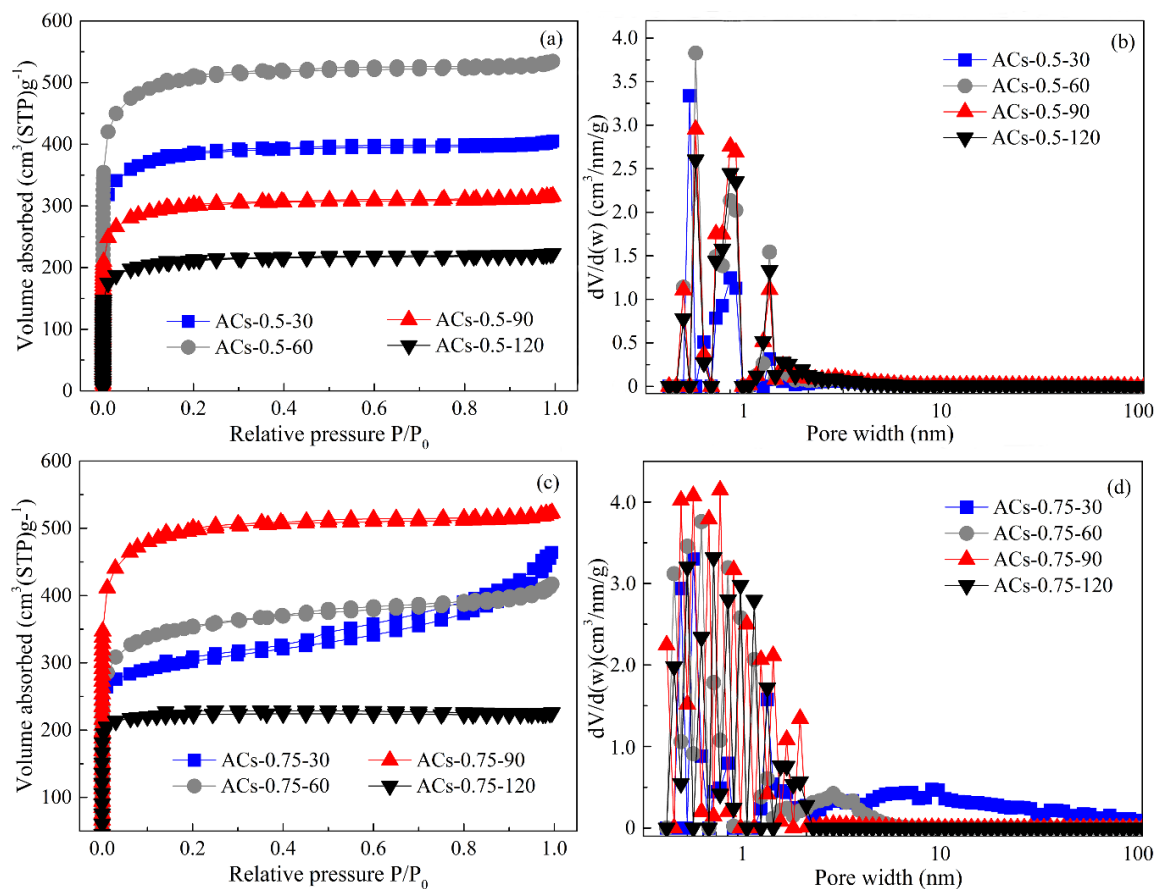 (a)
Volume absorbed (cm³(STP)g⁻¹)
600
500
400
300
200
100
0
ACs-0.5-30 ACs-0.5-90
ACs-0.5-60 ACs-0.5-120
0.0 0.2 0.4 0.6 0.8 1.0
Relative pressure P/P₀
(b)
dV/d(w) (cm³/nm/g)
4.0
3.5
3.0
2.5
2.0
1.5
1.0
0.5
0
ACs-0.5-30
ACs-0.5-60
ACs-0.5-90
ACs-0.5-120
1 10 100
Pore width (nm)
(c)
Volume absorbed (cm³(STP)g⁻¹)
600
500
400
300
200
100
ACs-0.75-30 ACs-0.75-90
ACs-0.75-60 ACs-0.75-120
0.0 0.2 0.4 0.6 0.8 1.0
Relative pressure P/P₀
(d)
dV/d(w)(cm³/nm/g)
4.0
3.0
2.0
1.0
0
ACs-0.75-30
ACs-0.75-60
ACs-0.75-90
ACs-0.75-120
1 10 100
Pore width (nm)